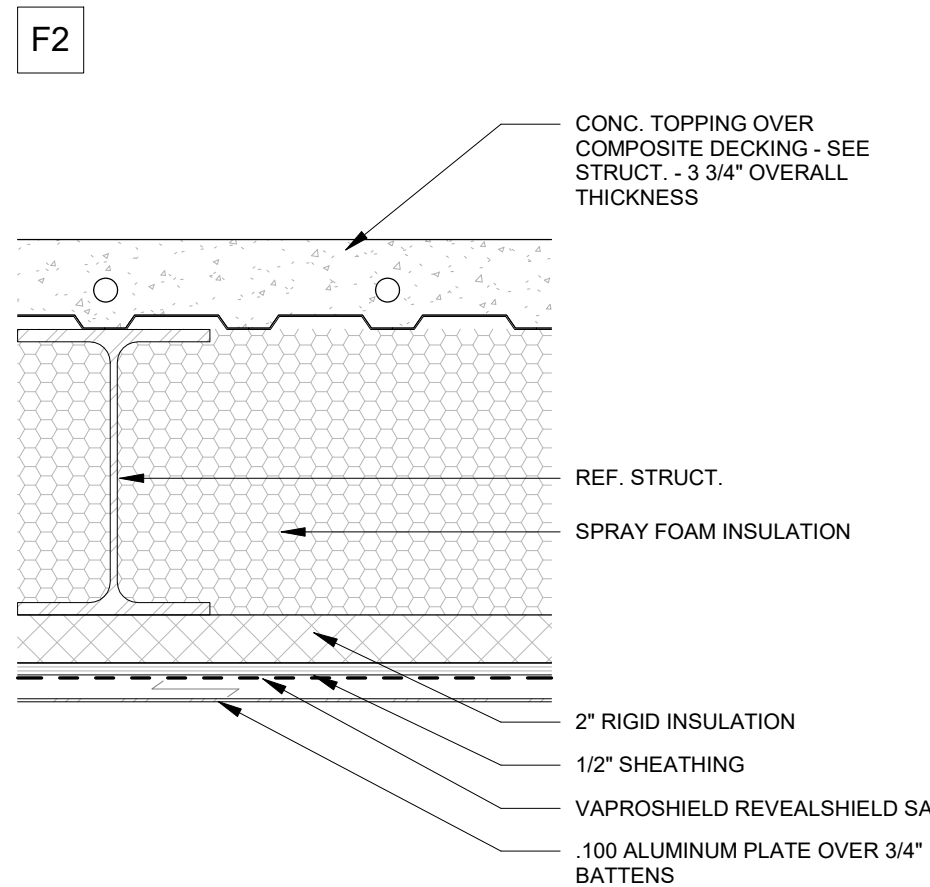 F2
CONC. TOPPING OVER
COMPOSITE DECKING - SEE
STRUCT. - 3 3/4" OVERALL
THICKNESS
REF. STRUCT.
SPRAY FOAM INSULATION
2" RIGID INSULATION
1/2" SHEATHING
VAPROSHIELD REVEALSHIELD SA
.100 ALUMINUM PLATE OVER 3/4"
BATTENS